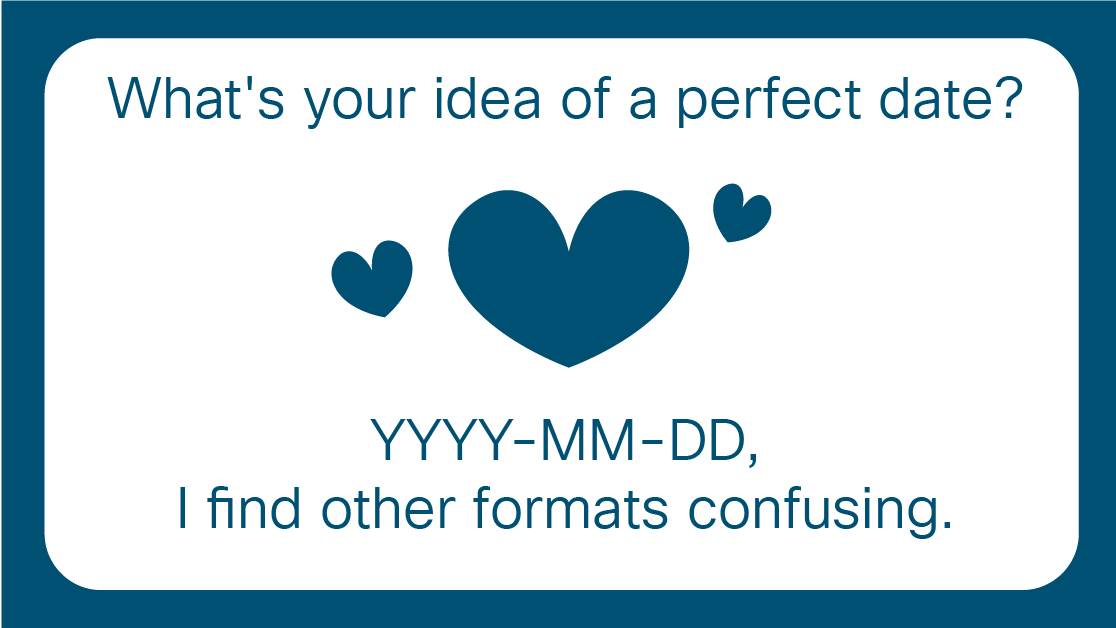 What's your idea of a perfect date?
YYYY-MM-DD,
I find other formats confusing.